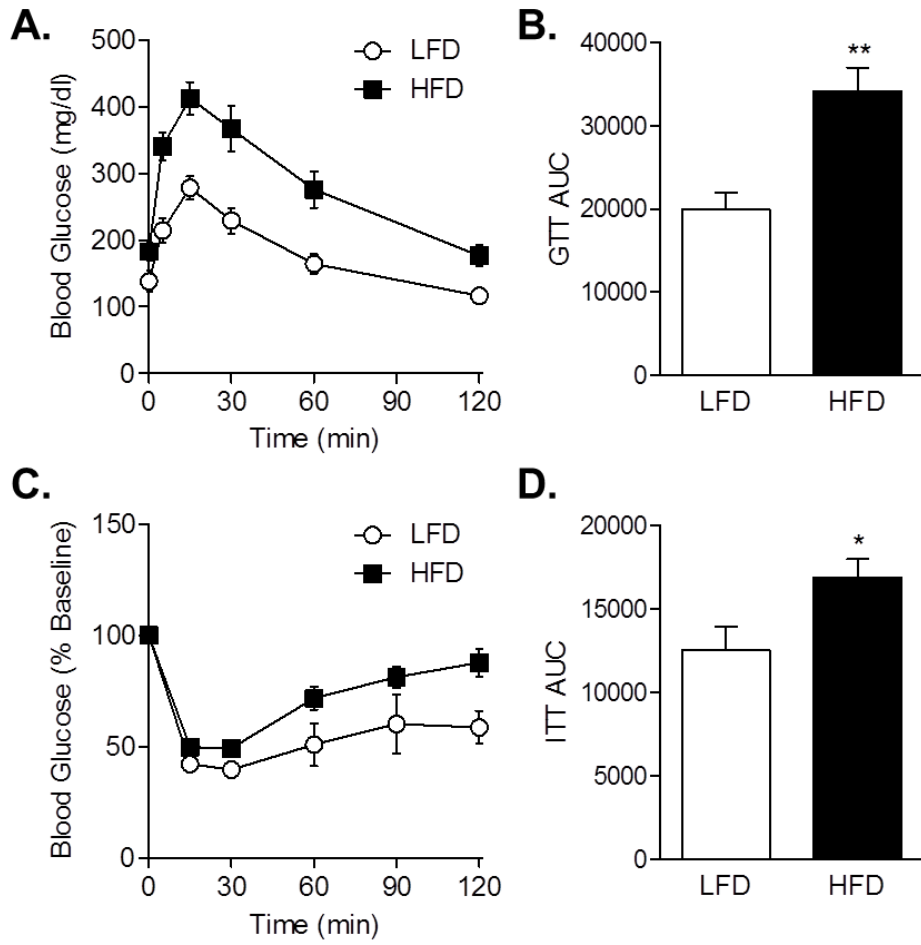 A.
Blood Glucose (mg/dl)
500
400
300
200
100
0
LFD
HFD
0 30 60 90 120
Time (min)
B.
GTT AUC
40000
30000
20000
10000
0
**
LFD HFD
C.
Blood Glucose (% Baseline)
150
100
50
0
LFD
HFD
0 30 60 90 120
Time (min)
D.
ITT AUC
20000
15000
10000
5000
0
*
LFD HFD